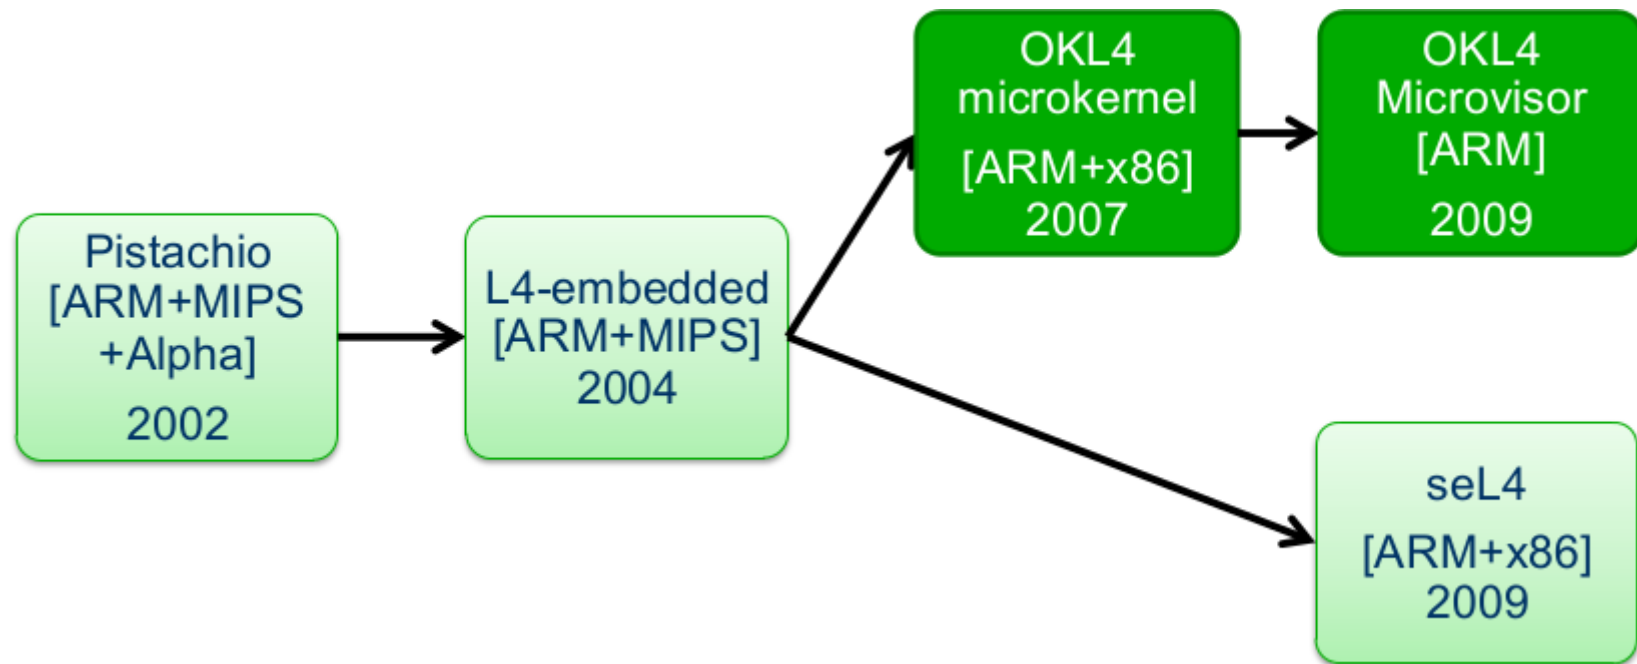 Pistachio
[ARM+MIPS
+Alpha]
2002
L4-embedded
[ARM+MIPS]
2004
OKL4
microkernel
[ARM+x86]
2007
OKL4
Microvisor
[ARM]
2009
seL4
[ARM+x86]
2009